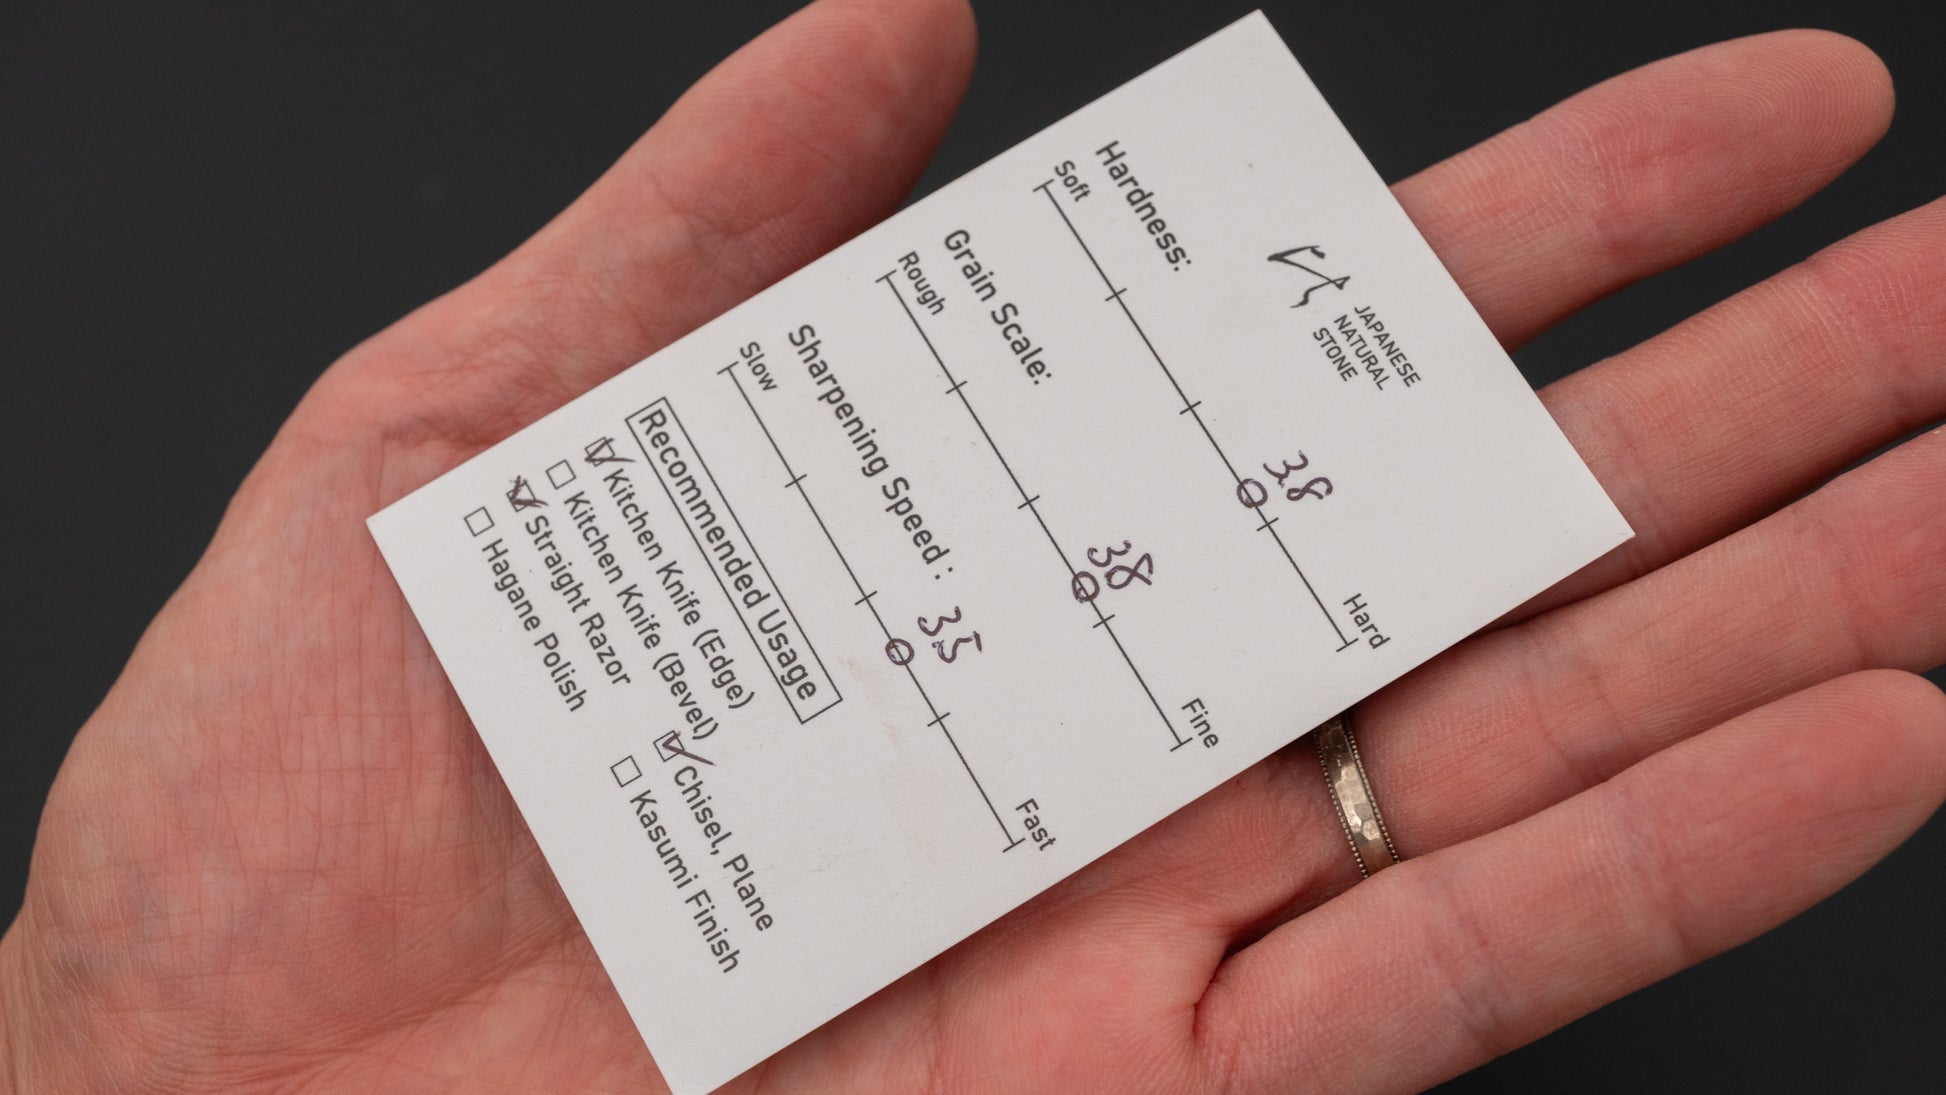 JAPANESE
NATURAL
STONE
Hardness:
3.8
Soft Hard
Grain Scale:
3.8
Rough Fine
Sharpening Speed : 3.5
Slow Fast
Recommended Usage
Kitchen Knife (Edge)
Kitchen Knife (Bevel) Chisel, Plane
Straight Razor Kasumi Finish
Hagane Polish